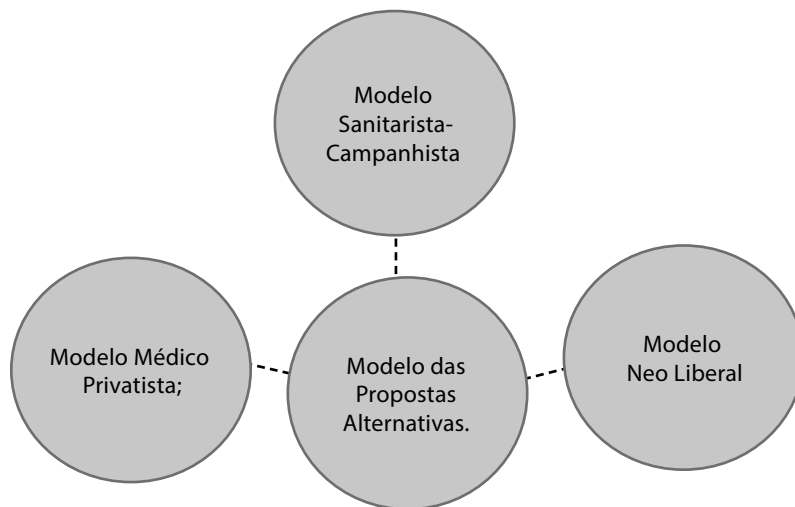 Modelo
Sanitarista-
Campanhista
Modelo Médico
Privatista;
Modelo das
Propostas
Alternativas.
Modelo
Neo Liberal